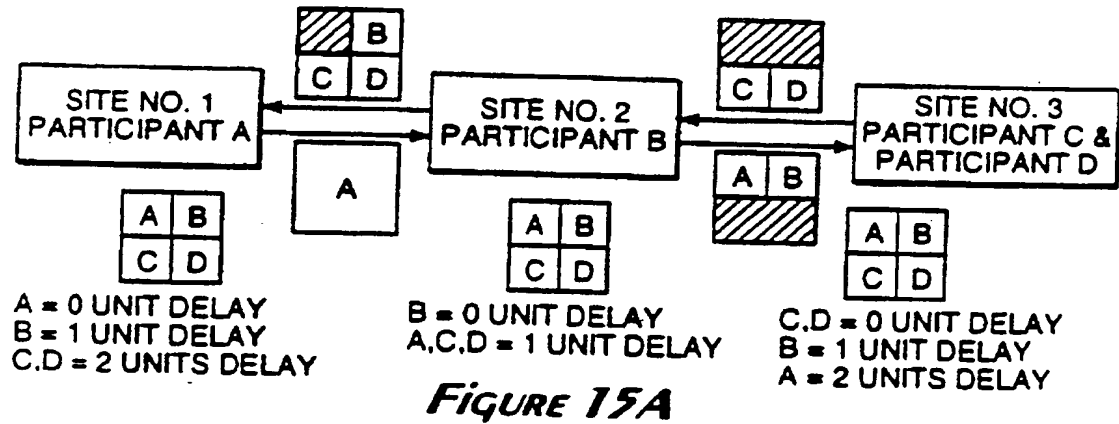 B
C D
SITE NO. 1
PARTICIPANT A
A
SITE NO. 2
PARTICIPANT B
C D
A B
SITE NO. 3
PARTICIPANT C &
PARTICIPANT D
A B
C D
A = 0 UNIT DELAY
B = 1 UNIT DELAY
C,D = 2 UNITS DELAY
A B
C D
B = 0 UNIT DELAY
A,C,D = 1 UNIT DELAY
A B
C D
C,D = 0 UNIT DELAY
B = 1 UNIT DELAY
A = 2 UNITS DELAY
FIGURE 15A